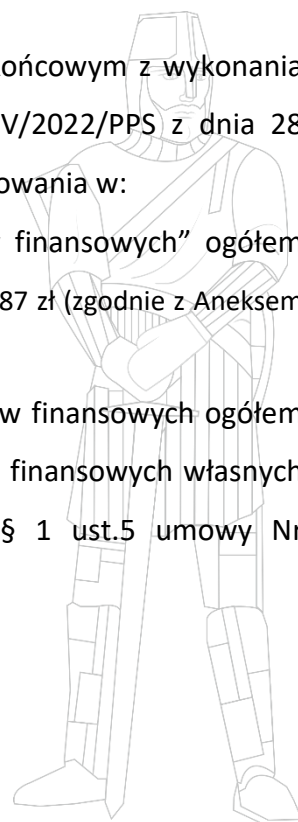 ońcowym z wykonania
V/2022/PPS z dnia 28
owania w:
finansowych” ogółem
87 zł (zgodnie z Aneksem
w finansowych ogółem
finansowych własnych
§ 1 ust.5 umowy Nr